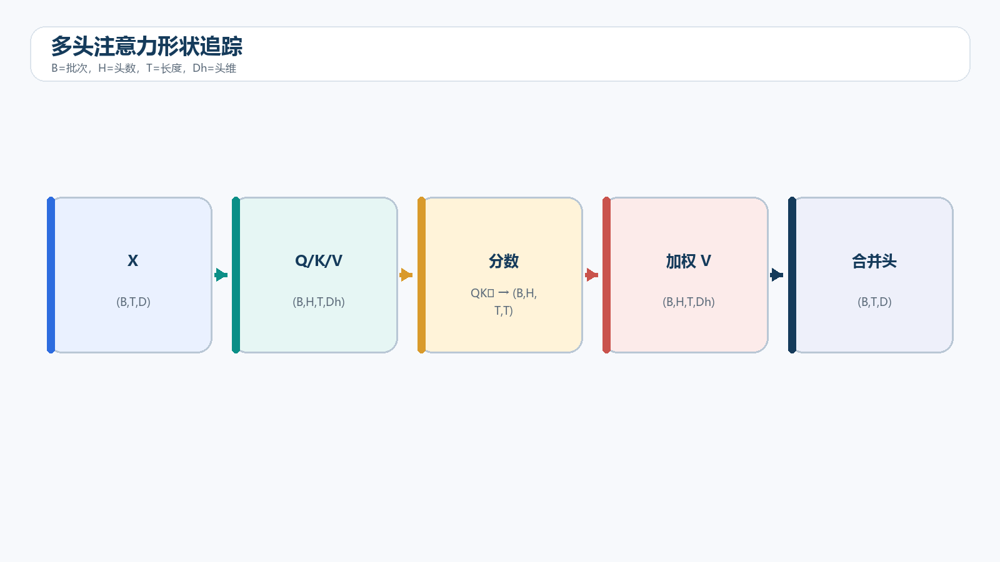 多头注意力形状追踪
B=批次，H=头数，T=长度，Dh=头维
X
(B,T,D)
Q/K/V
(B,H,T,Dh)
分数
QK□ → (B,H,
T,T)
加权 V
(B,H,T,Dh)
合并头
(B,T,D)